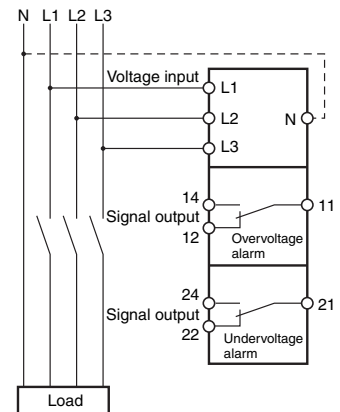 N L1 L2 L3
Voltage input
L1
L2
N
L3
14
11
Signal output
12
Overvoltage
alarm
24
21
Signal output
22
Undervoltage
alarm
Load